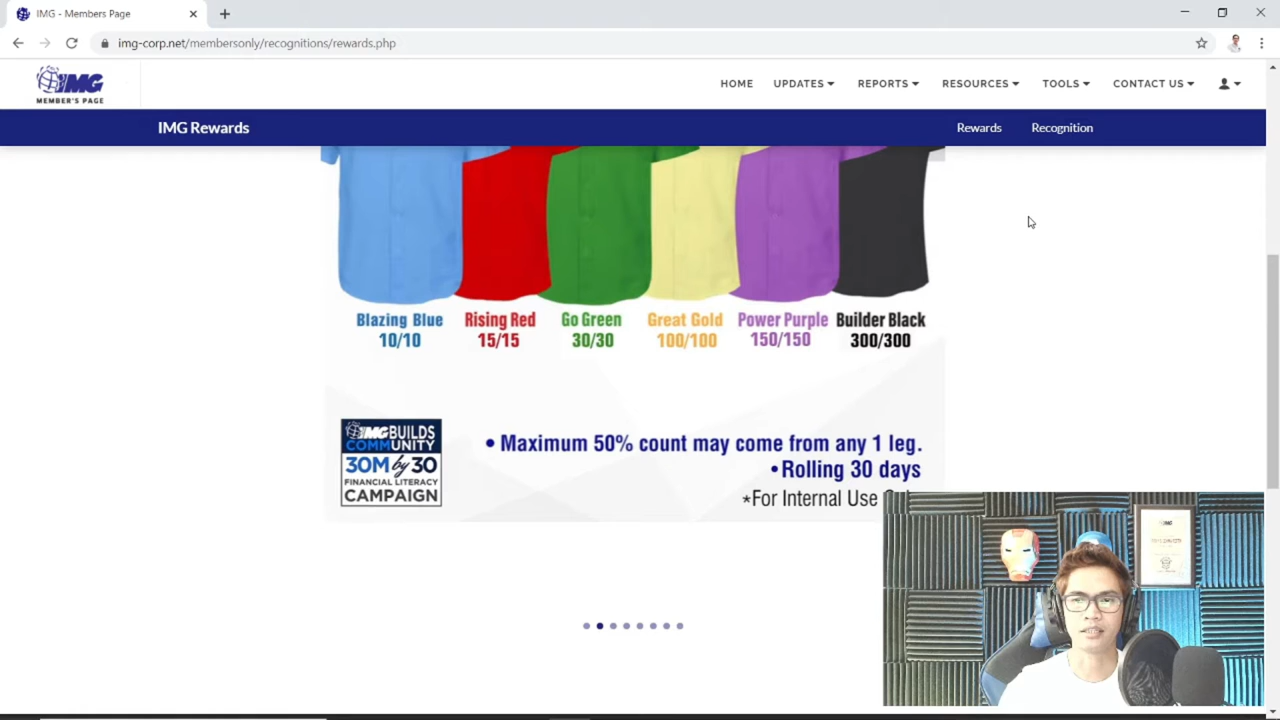 IMG - Members Page
img-corp.net/membersonly/recognitions/rewards.php
IMG
MEMBER'S PAGE
HOME UPDATES REPORTS RESOURCES TOOLS CONTACT US
IMG Rewards Rewards Recognition
Blazing Blue Rising Red Go Green Great Gold Power Purple Builder Black
10/10 15/15 30/30 100/100 150/150 300/300
IMG BUILDS
COMMUNITY
30M by 30
FINANCIAL LITERACY
CAMPAIGN
• Maximum 50% count may come from any 1 leg.
• Rolling 30 days
*For Internal Use